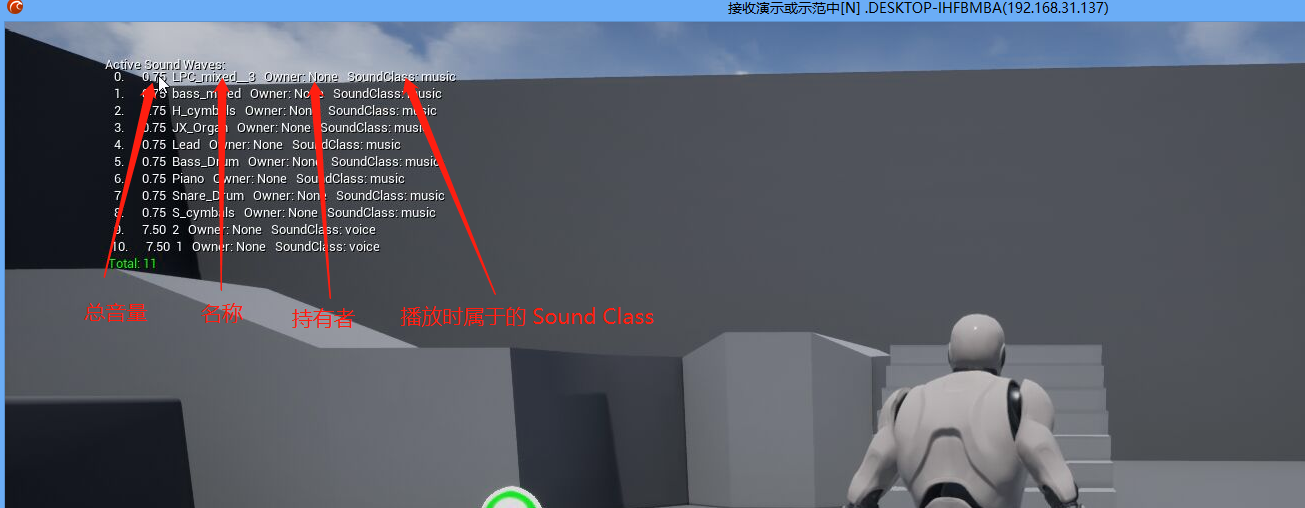 接收演示或示范中[N] .DESKTOP-IHFBMBA(192.168.31.137)
Active Sound Waves:
0. 0.75 LPC_mixed__3 Owner: None SoundClass: music
1. 0.75 bass_mixed Owner: None SoundClass: music
2. 0.75 H_cymbals Owner: None SoundClass: music
3. 0.75 JX_Organ Owner: None SoundClass: music
4. 0.75 Lead Owner: None SoundClass: music
5. 0.75 Bass_Drum Owner: None SoundClass: music
6. 0.75 Piano Owner: None SoundClass: music
7. 0.75 Snare_Drum Owner: None SoundClass: music
8. 0.75 S_cymbals Owner: None SoundClass: music
9. 7.50 2 Owner: None SoundClass: voice
10. 7.50 1 Owner: None SoundClass: voice
Total: 11
总音量 名称 持有者 播放时属于的 Sound Class